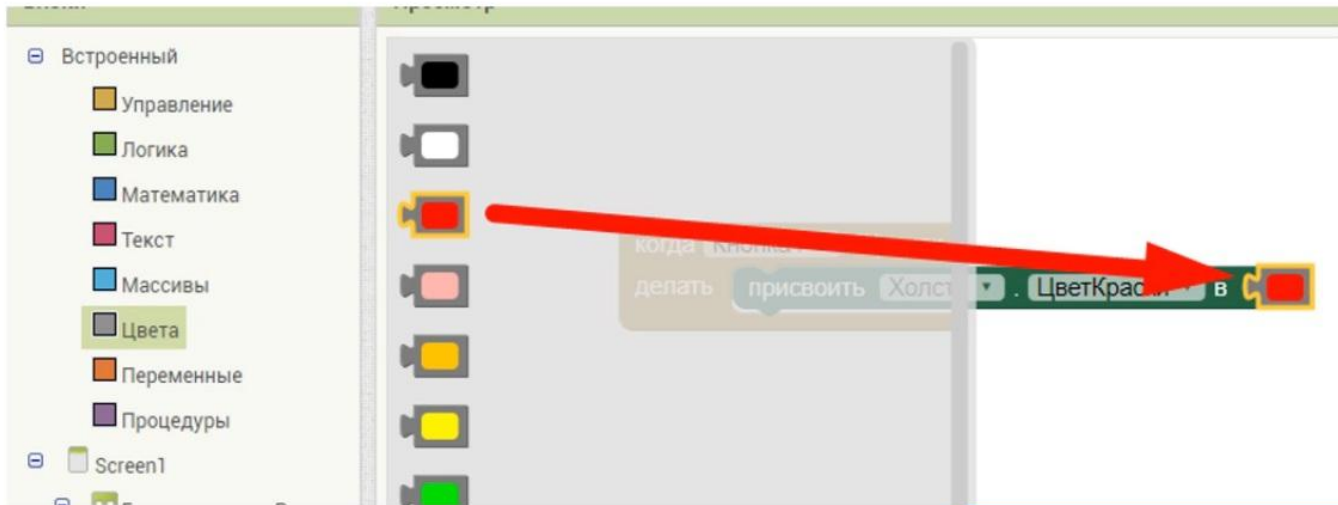 Встроенный
Управление
Логика
Математика
Текст
Массивы
Цвета
Переменные
Процедуры
Screen1
когда
делать присвоить Холст . ЦветКраски в